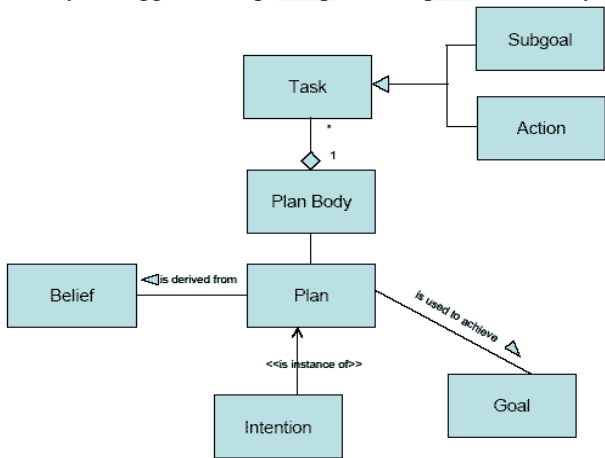 Subgoal
Task
Action
*
1
Plan Body
is derived from
Belief
Plan
is used to achieve
<<is instance of>>
Goal
Intention